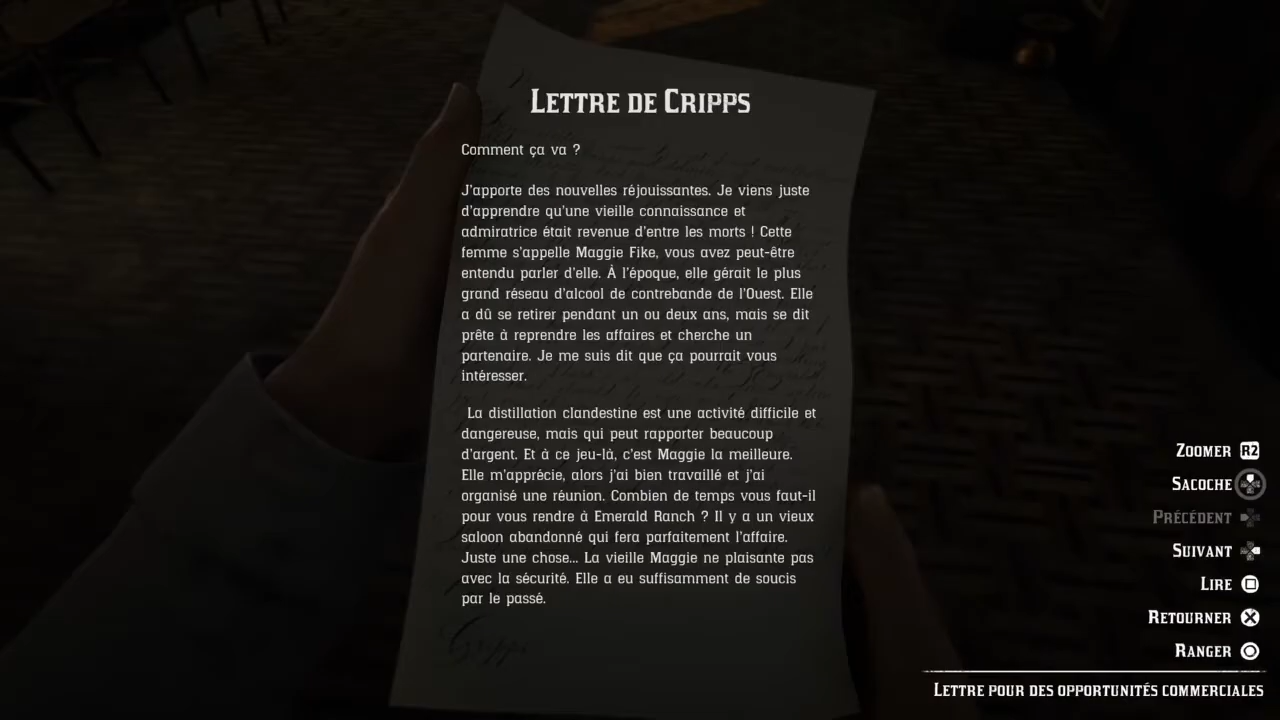 Lettre de Cripps
Comment ça va ?
J'apporte des nouvelles réjouissantes. Je viens juste
d'apprendre qu'une vieille connaissance et
admiratrice était revenue d'entre les morts ! Cette
femme s'appelle Maggie Fike, vous avez peut-être
entendu parler d'elle. À l'époque, elle gérait le plus
grand réseau d'alcool de contrebande de l'Ouest. Elle
a dû se retirer pendant un ou deux ans, mais se dit
prête à reprendre les affaires et cherche un
partenaire. Je me suis dit que ça pourrait vous
intéresser.
La distillation clandestine est une activité difficile et
dangereuse, mais qui peut rapporter beaucoup
d'argent. Et à ce jeu-là, c'est Maggie la meilleure.
Elle m'apprécie, alors j'ai bien travaillé et j'ai
organisé une réunion. Combien de temps vous faut-il
pour vous rendre à Emerald Ranch ? Il y a un vieux
saloon abandonné qui fera parfaitement l'affaire.
Juste une chose... La vieille Maggie ne plaisante pas
avec la sécurité. Elle a eu suffisamment de soucis
par le passé.
Cripps
Zoomer R2
Sacoche
Précédent
Suivant
Lire
Retourner
Ranger
Lettre pour des opportunités commerciales